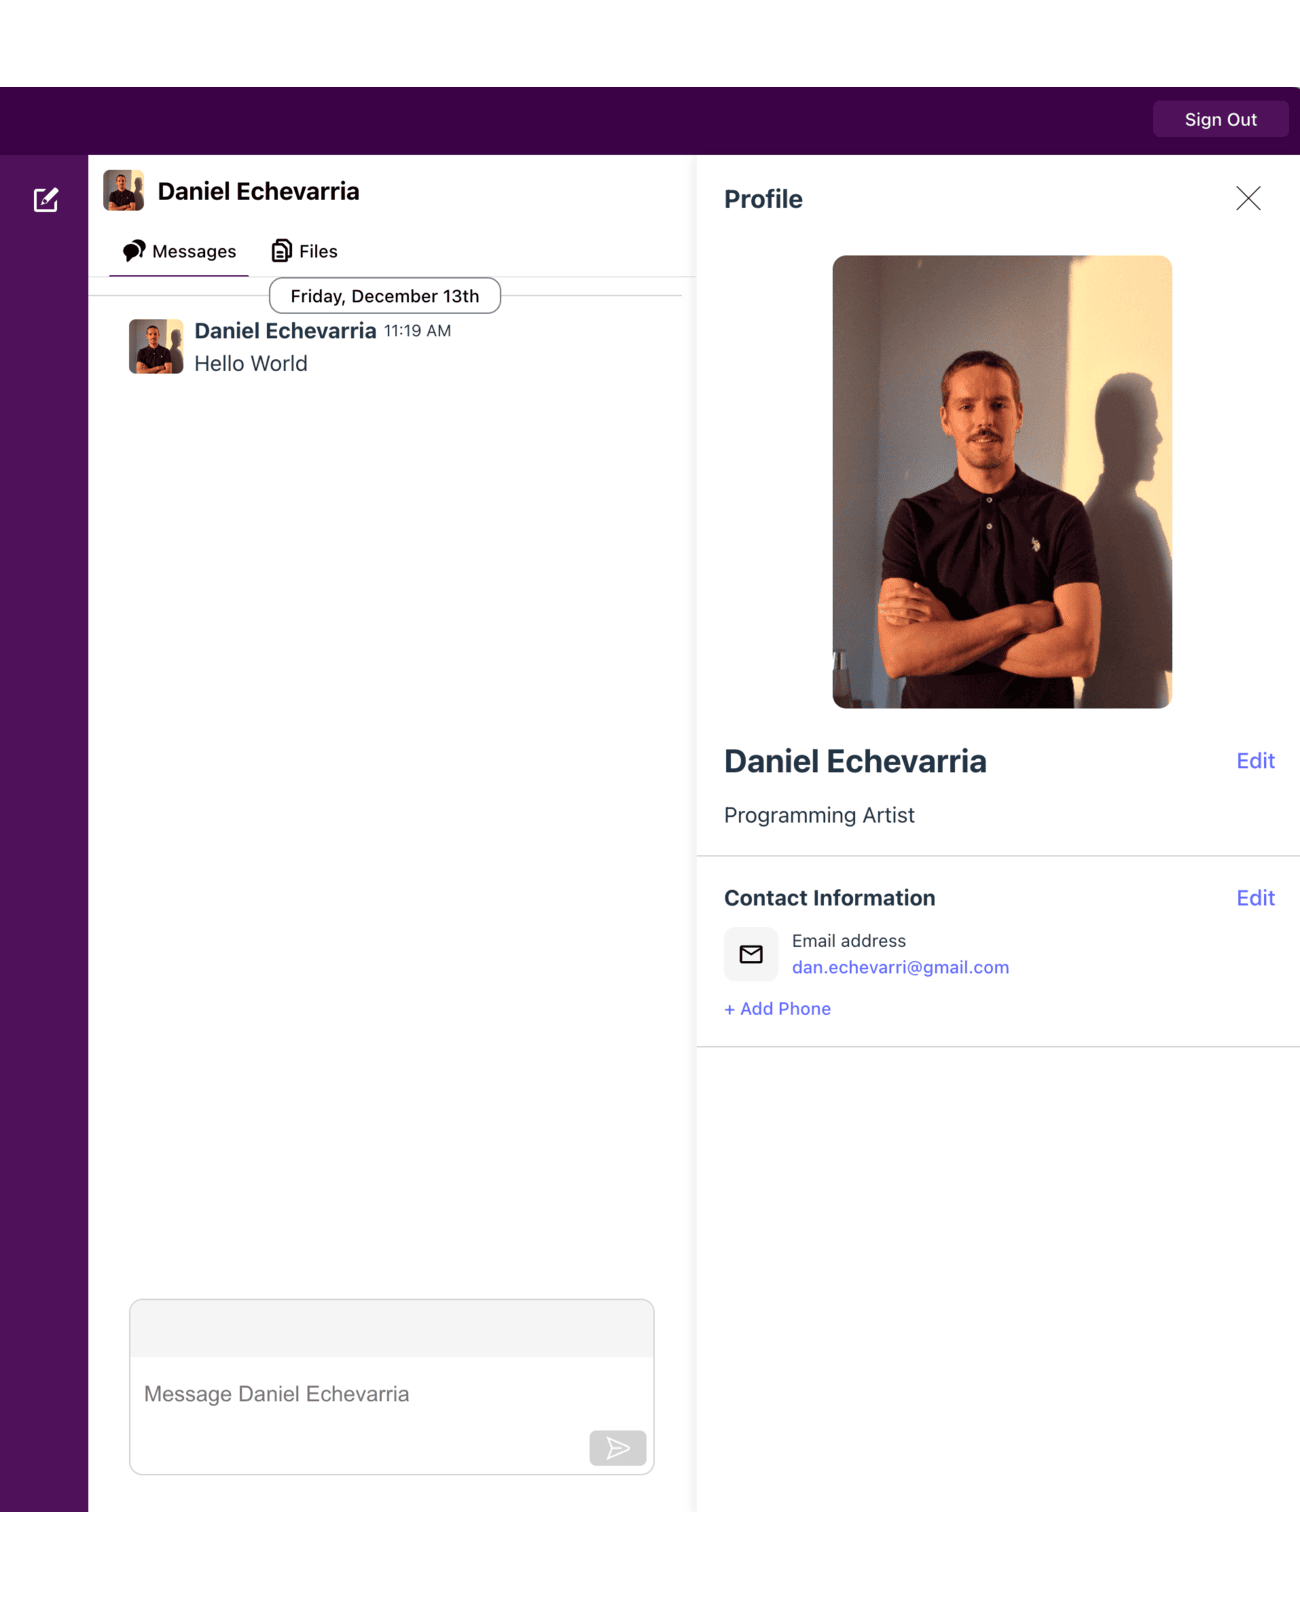 Sign Out
Daniel Echevarria
Messages Files
Friday, December 13th
Daniel Echevarria 11:19 AM
Hello World
Message Daniel Echevarria
Profile
Daniel Echevarria Edit
Programming Artist
Contact Information Edit
Email address
dan.echevarri@gmail.com
+ Add Phone